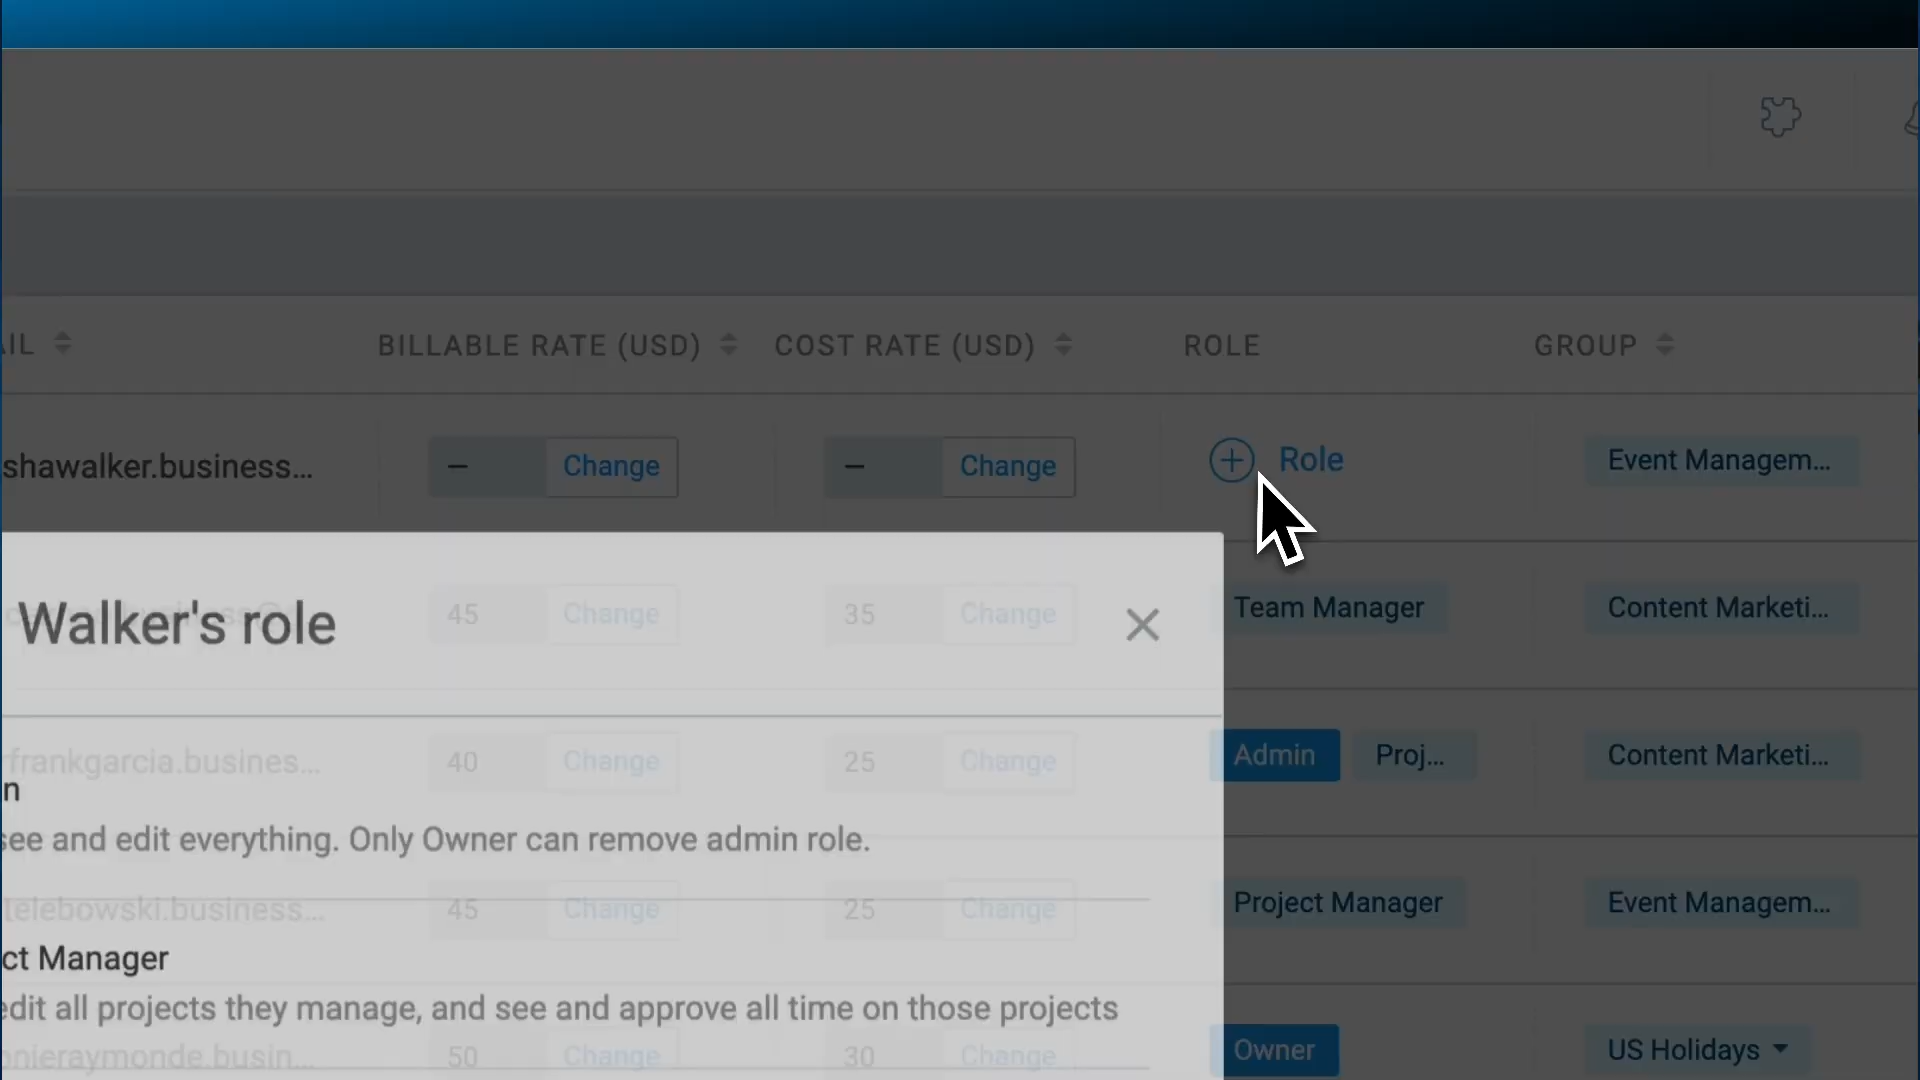 AIL
BILLABLE RATE (USD) COST RATE (USD) ROLE GROUP
shawalker.business... – Change – Change Role Event Managem...
45 Change 35 Change Team Manager Content Marketi...
Walker's role
rfrankgarcia.busines... 40 Change 25 Change Admin Proj... Content Marketi...
n
see and edit everything. Only Owner can remove admin role.
telebowski.business... 45 Change 25 Change Project Manager Event Managem...
ct Manager
edit all projects they manage, and see and approve all time on those projects
onieraymonde.busin... 50 Change 30 Change Owner US Holidays